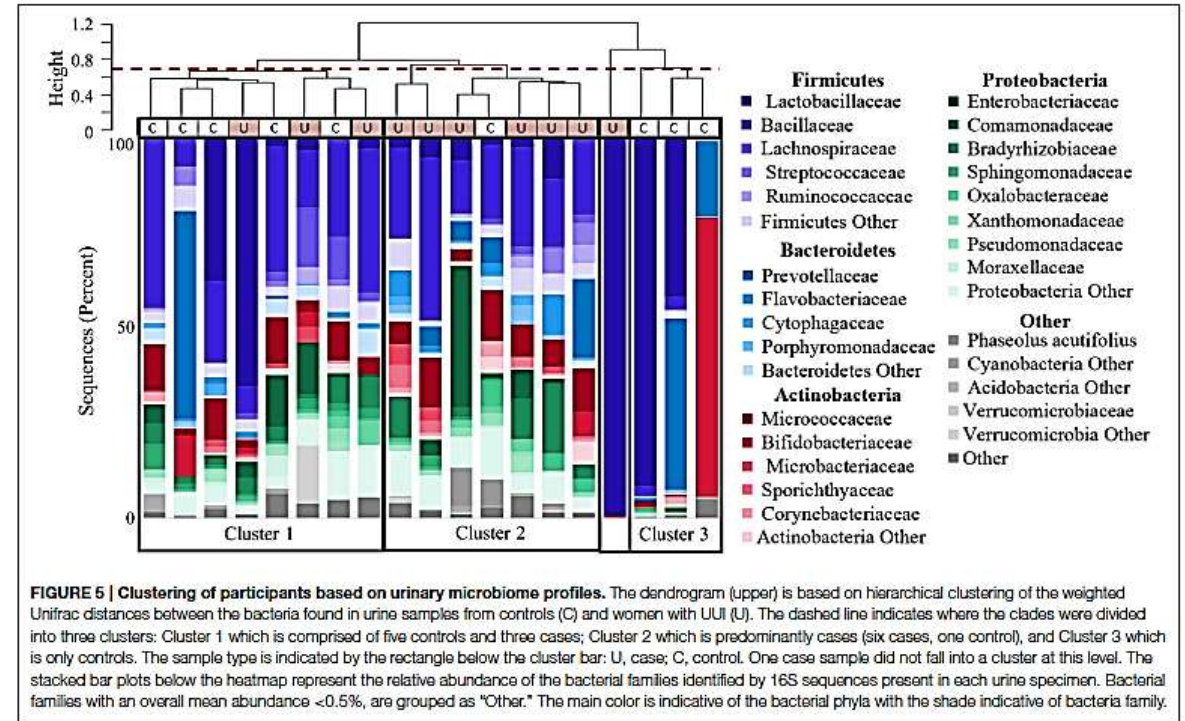 1.2
0.8
0.4
0
Height
C C C U C U C U U U U C U U U U C C C
100
50
0
Sequences (Percent)
Cluster 1
Cluster 2
Cluster 3
Firmicutes
Lactobacillaceae
Bacillaceae
Lachnospiraceae
Streptococcaceae
Ruminococcaceae
Firmicutes Other
Bacteroidetes
Prevotellaceae
Flavobacteriaceae
Cytophagaceae
Porphyromonadaceae
Bacteroidetes Other
Actinobacteria
Micrococcaceae
Bifidobacteriaceae
Microbacteriaceae
Sporichthyaceae
Corynebacteriaceae
Actinobacteria Other
Proteobacteria
Enterobacteriaceae
Comamonadaceae
Bradyrhizobiaceae
Sphingomonadaceae
Oxalobacteraceae
Xanthomonadaceae
Pseudomonadaceae
Moraxellaceae
Proteobacteria Other
Other
Phaseolus acutifolius
Cyanobacteria Other
Acidobacteria Other
Verrucomicrobiaceae
Verrucomicrobia Other
Other
FIGURE 5 | Clustering of participants based on urinary microbiome profiles. The dendrogram (upper) is based on hierarchical clustering of the weighted
Unifrac distances between the bacteria found in urine samples from controls (C) and women with UUI (U). The dashed line indicates where the clades were divided
into three clusters: Cluster 1 which is comprised of five controls and three cases; Cluster 2 which is predominantly cases (six cases, one control), and Cluster 3 which
is only controls. The sample type is indicated by the rectangle below the cluster bar: U, case; C, control. One case sample did not fall into a cluster at this level. The
stacked bar plots below the heatmap represent the relative abundance of the bacterial families identified by 16S sequences present in each urine specimen. Bacterial
families with an overall mean abundance <0.5%, are grouped as "Other." The main color is indicative of the bacterial phyla with the shade indicative of bacteria family.